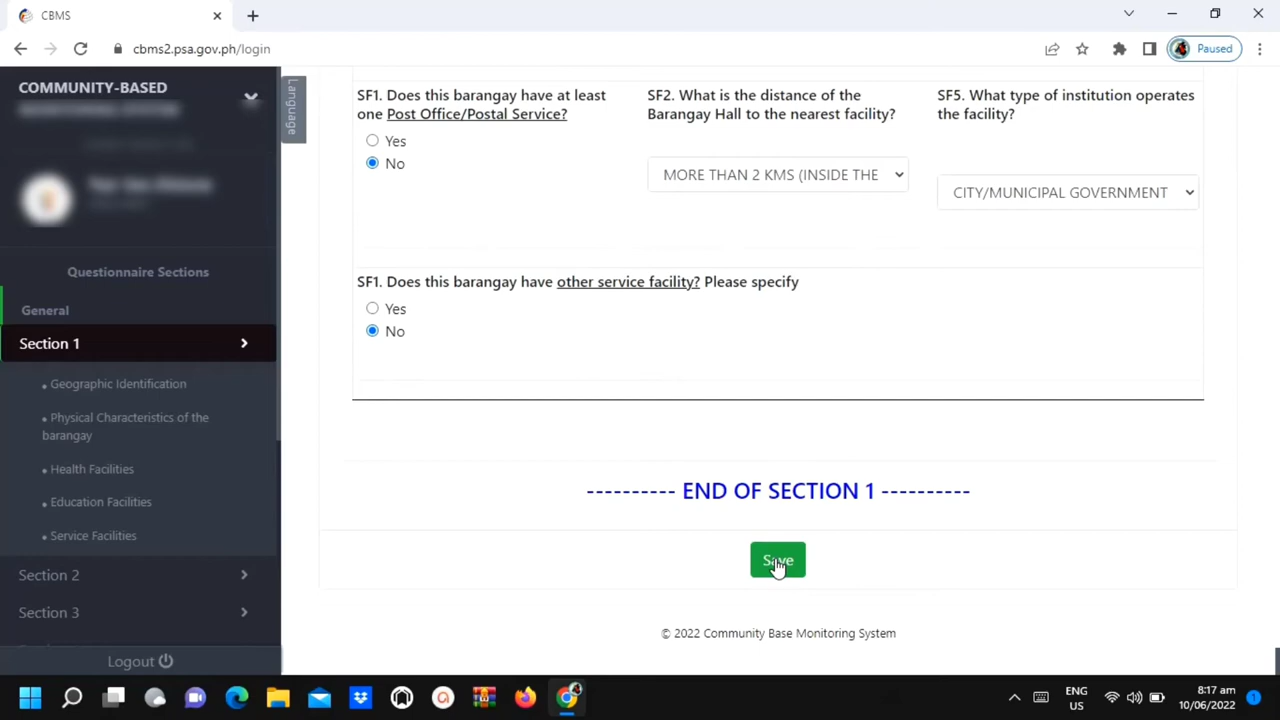 CBMS
cbms2.psa.gov.ph/login
Paused
COMMUNITY-BASED
Language
Questionnaire Sections
General
Section 1
Geographic Identification
Physical Characteristics of the
barangay
Health Facilities
Education Facilities
Service Facilities
Section 2
Section 3
Logout
SF1. Does this barangay have at least
one Post Office/Postal Service?
Yes
No
SF2. What is the distance of the
Barangay Hall to the nearest facility?
MORE THAN 2 KMS (INSIDE THE
SF5. What type of institution operates
the facility?
CITY/MUNICIPAL GOVERNMENT
SF1. Does this barangay have other service facility? Please specify
Yes
No
---------- END OF SECTION 1 ----------
Save
© 2022 Community Base Monitoring System
ENG
US
8:17 am
10/06/2022
1